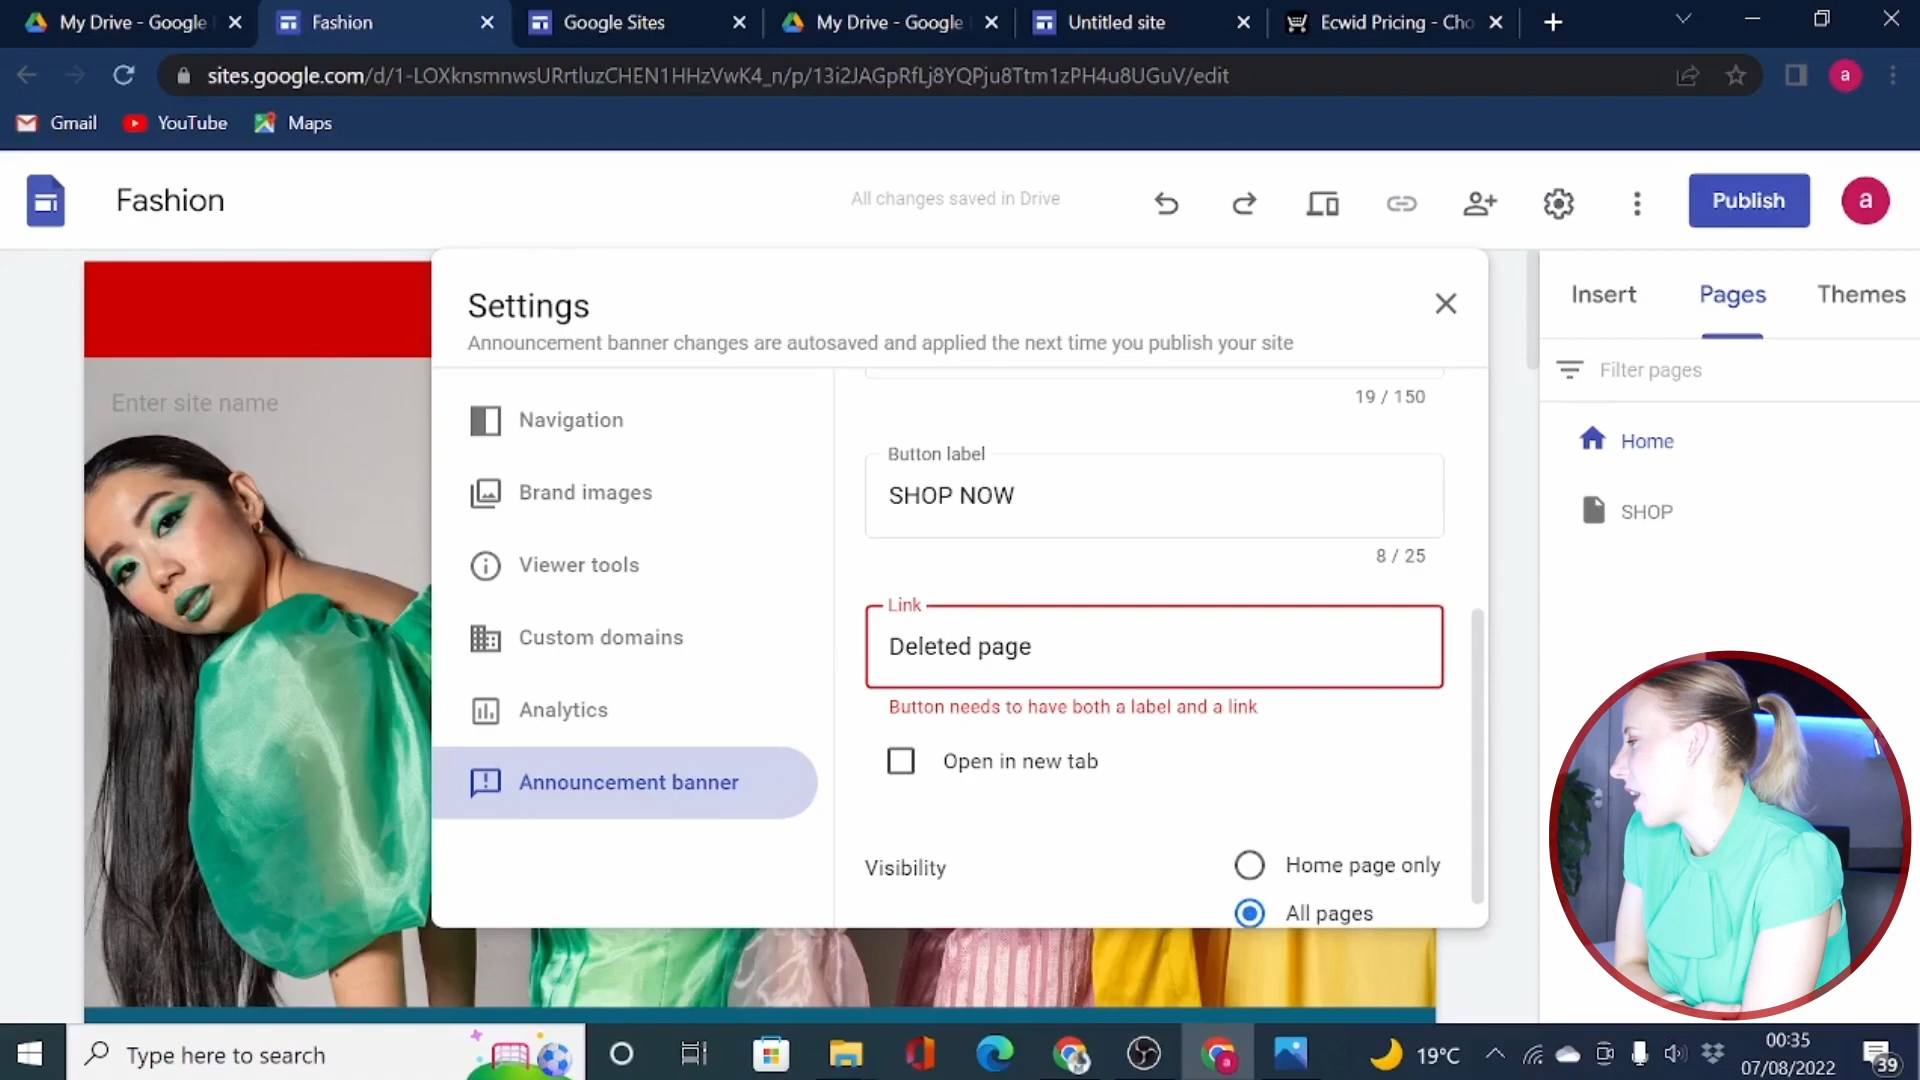 My Drive - Google
Fashion
Google Sites
My Drive - Google
Untitled site
Ecwid Pricing - Cho
sites.google.com/d/1-LOXknsmnwsURrtluzCHEN1HHzVwK4_n/p/13i2JAGpRfLj8YQPju8Ttm1zPH4u8UGuV/edit
a
Gmail
YouTube
Maps
Fashion
All changes saved in Drive
Publish
a
Settings
Announcement banner changes are autosaved and applied the next time you publish your site
Insert
Pages
Themes
Filter pages
Home
SHOP
Enter site name
Navigation
Brand images
Viewer tools
Custom domains
Analytics
Announcement banner
19 / 150
Button label
SHOP NOW
8 / 25
Link
Deleted page
Button needs to have both a label and a link
Open in new tab
Visibility
Home page only
All pages
Type here to search
19°C
00:35
07/08/2022
39